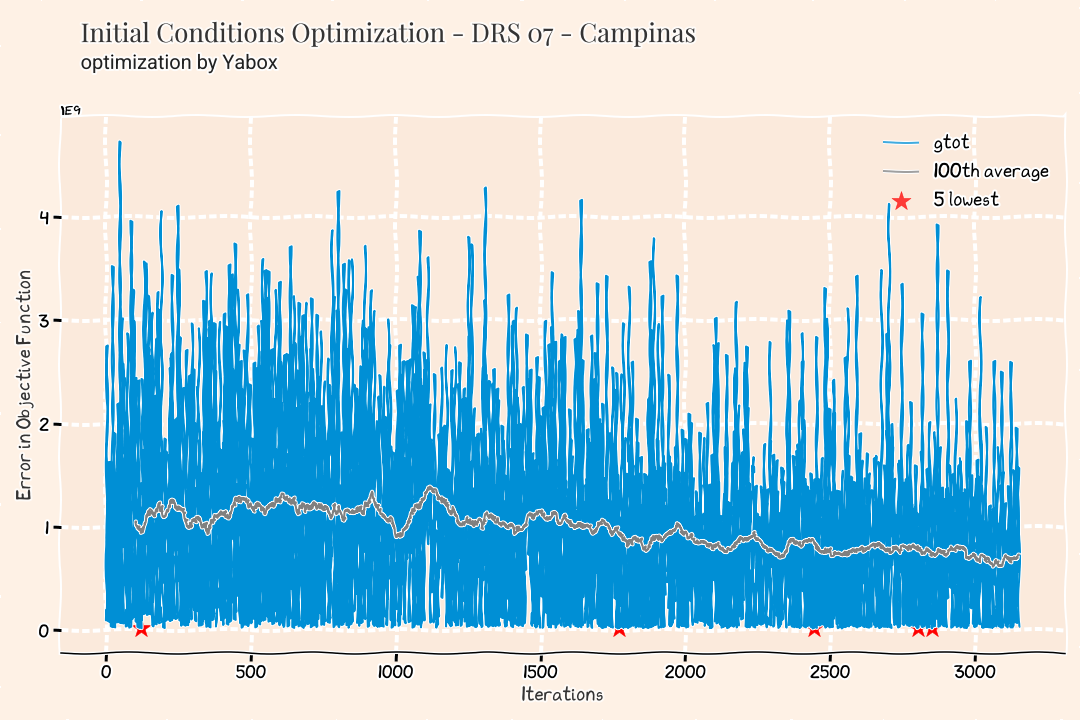 Initial Conditions Optimization - DRS 07 - Campinas
optimization by Yabox
1E9
gtot
100th average
5 lowest
4
3
2
1
0
Error in Objective Function
0 500 1000 1500 2000 2500 3000
Iterations